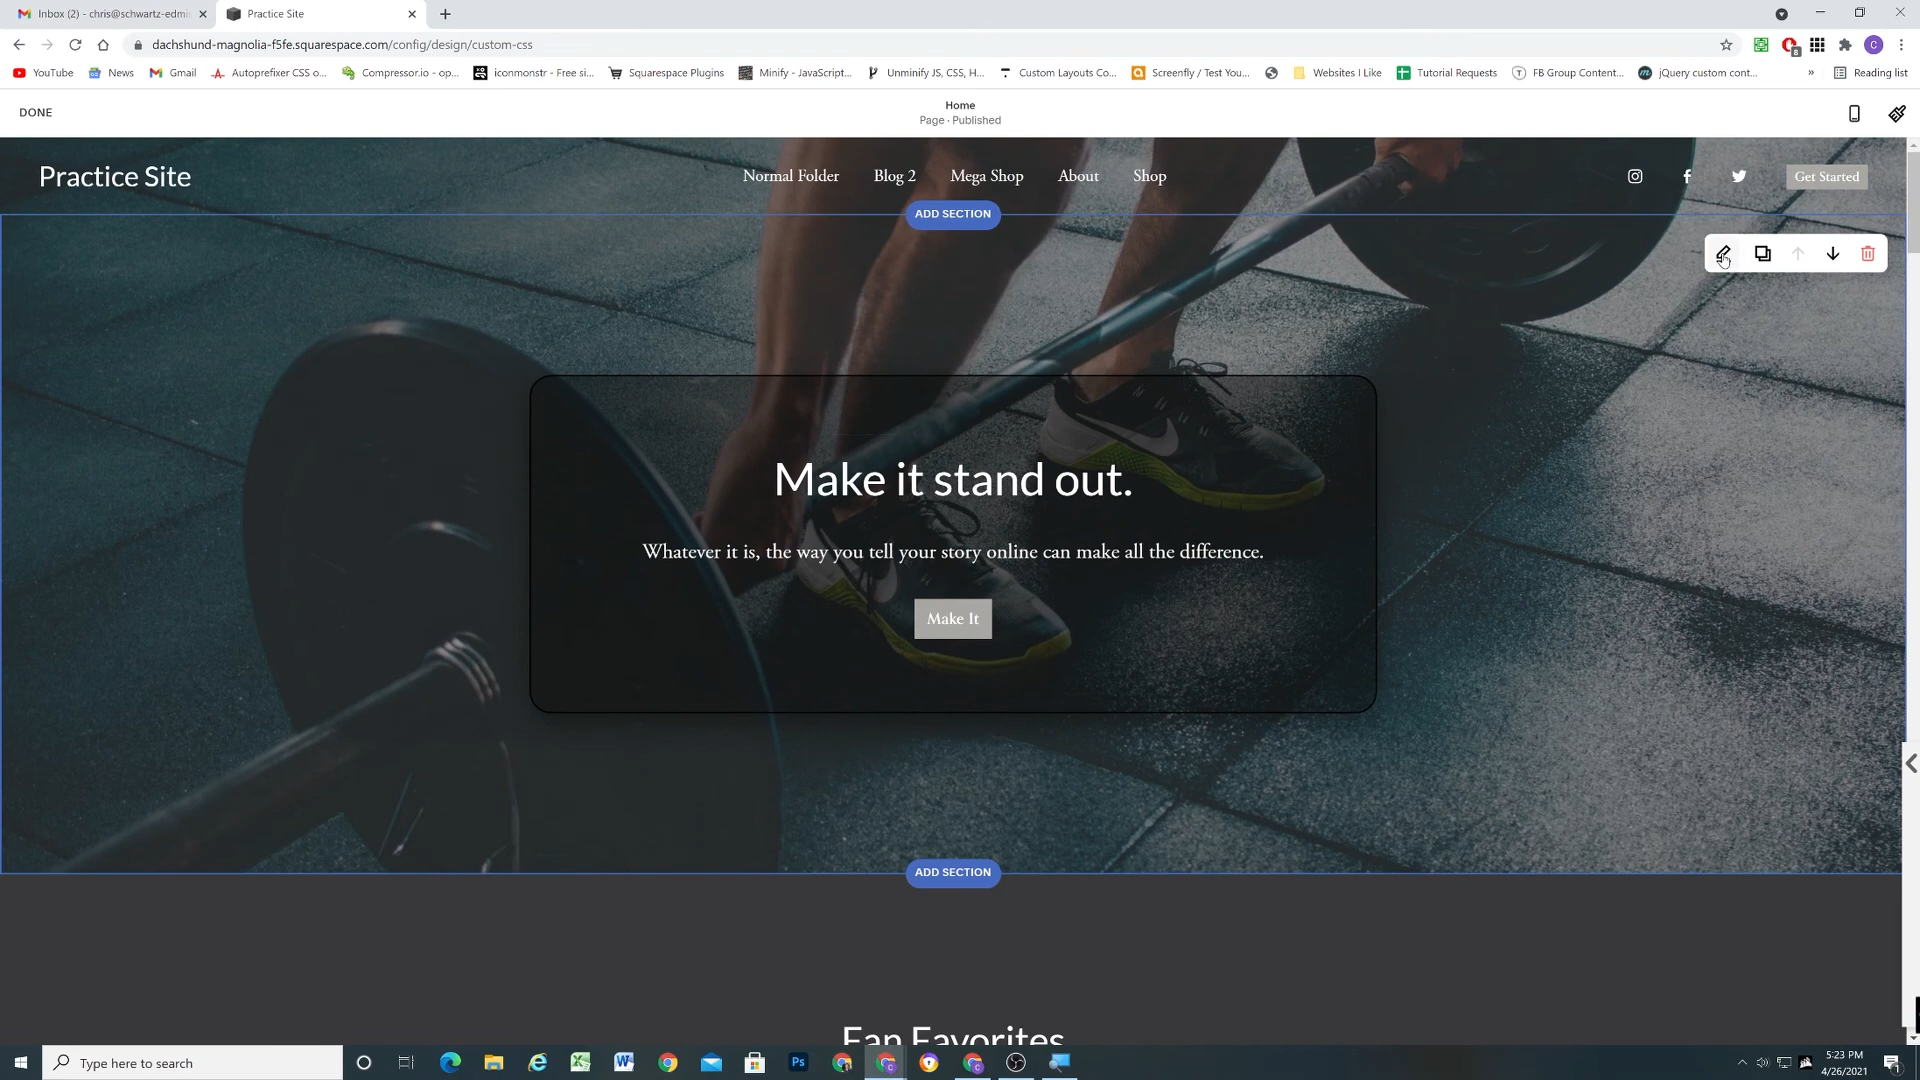 Inbox (2) - chris@schwartz-edmi
Practice Site
dachshund-magnolia-f5fe.squarespace.com/config/design/custom-css
YouTube
News
Gmail
Autoprefixer CSS o...
Compressor.io - op...
iconmonstr - Free si...
Squarespace Plugins
Minify - JavaScript...
Unminify JS, CSS, H...
Custom Layouts Co...
Screenfly / Test You...
Websites I Like
Tutorial Requests
FB Group Content...
jQuery custom cont...
»
Reading list
DONE
Home
Page · Published
Practice Site
Normal Folder
Blog 2
Mega Shop
About
Shop
Get Started
ADD SECTION
Make it stand out.
Whatever it is, the way you tell your story online can make all the difference.
Make It
ADD SECTION
Fan Favorites
Type here to search
5:23 PM
4/26/2021